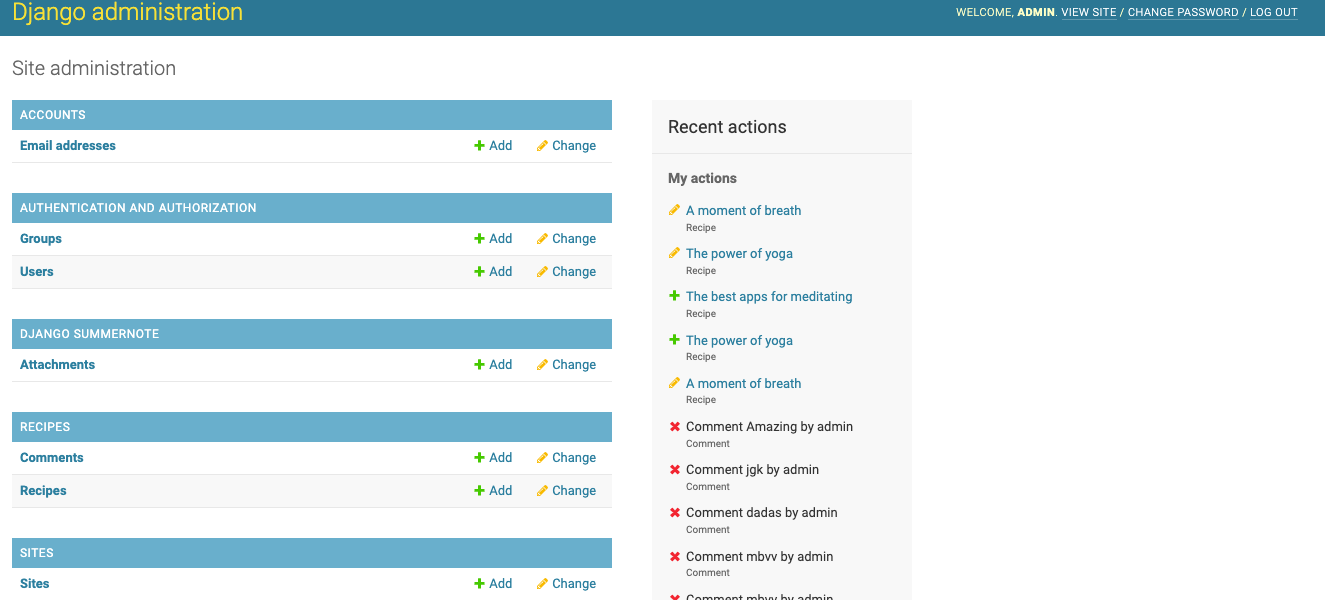 Django administration
WELCOME, ADMIN. VIEW SITE / CHANGE PASSWORD / LOG OUT
Site administration
ACCOUNTS
Email addresses Add Change
AUTHENTICATION AND AUTHORIZATION
Groups Add Change
Users Add Change
DJANGO SUMMERNOTE
Attachments Add Change
RECIPES
Comments Add Change
Recipes Add Change
SITES
Sites Add Change
Recent actions
My actions
A moment of breath
Recipe
The power of yoga
Recipe
The best apps for meditating
Recipe
The power of yoga
Recipe
A moment of breath
Recipe
Comment Amazing by admin
Comment
Comment jgk by admin
Comment
Comment dadas by admin
Comment
Comment mbvv by admin
Comment
Comment mbvv by admin